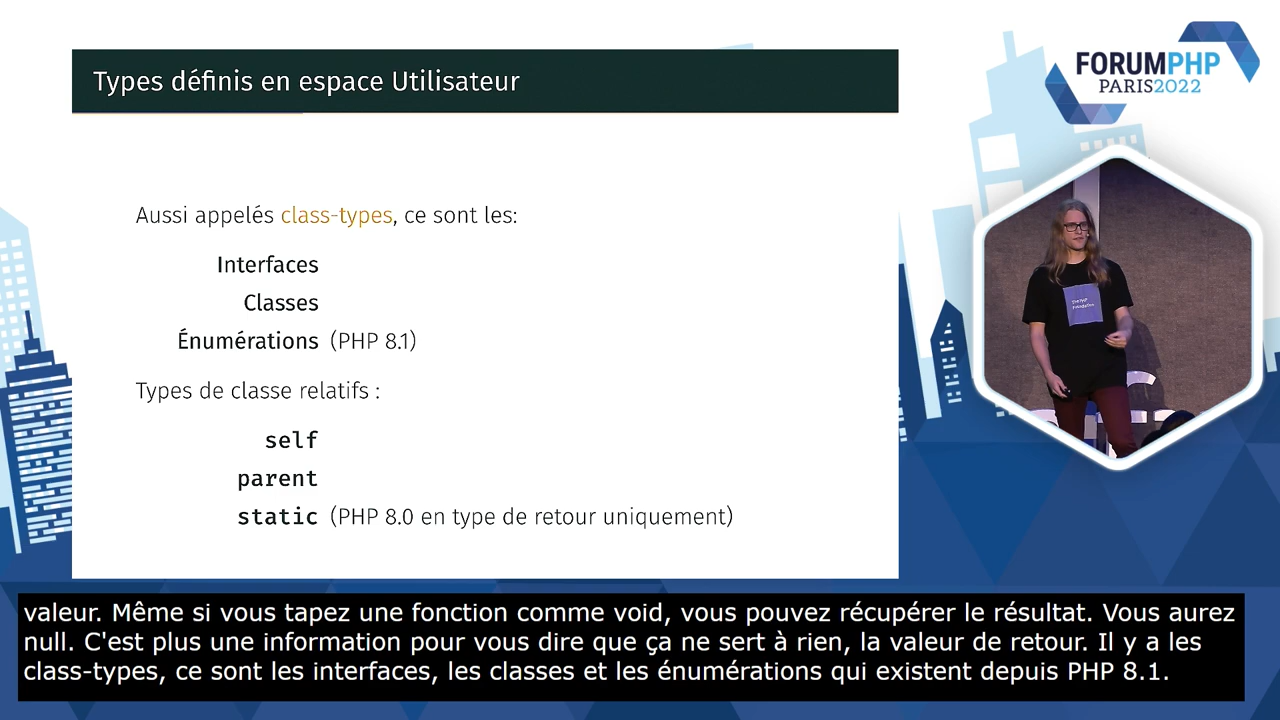 Types définis en espace Utilisateur
FORUMPHP
PARIS2022
Aussi appelés class-types, ce sont les:
Interfaces
Classes
Énumérations (PHP 8.1)
Types de classe relatifs :
self
parent
static (PHP 8.0 en type de retour uniquement)
valeur. Même si vous tapez une fonction comme void, vous pouvez récupérer le résultat. Vous aurez
null. C'est plus une information pour vous dire que ça ne sert à rien, la valeur de retour. Il y a les
class-types, ce sont les interfaces, les classes et les énumérations qui existent depuis PHP 8.1.